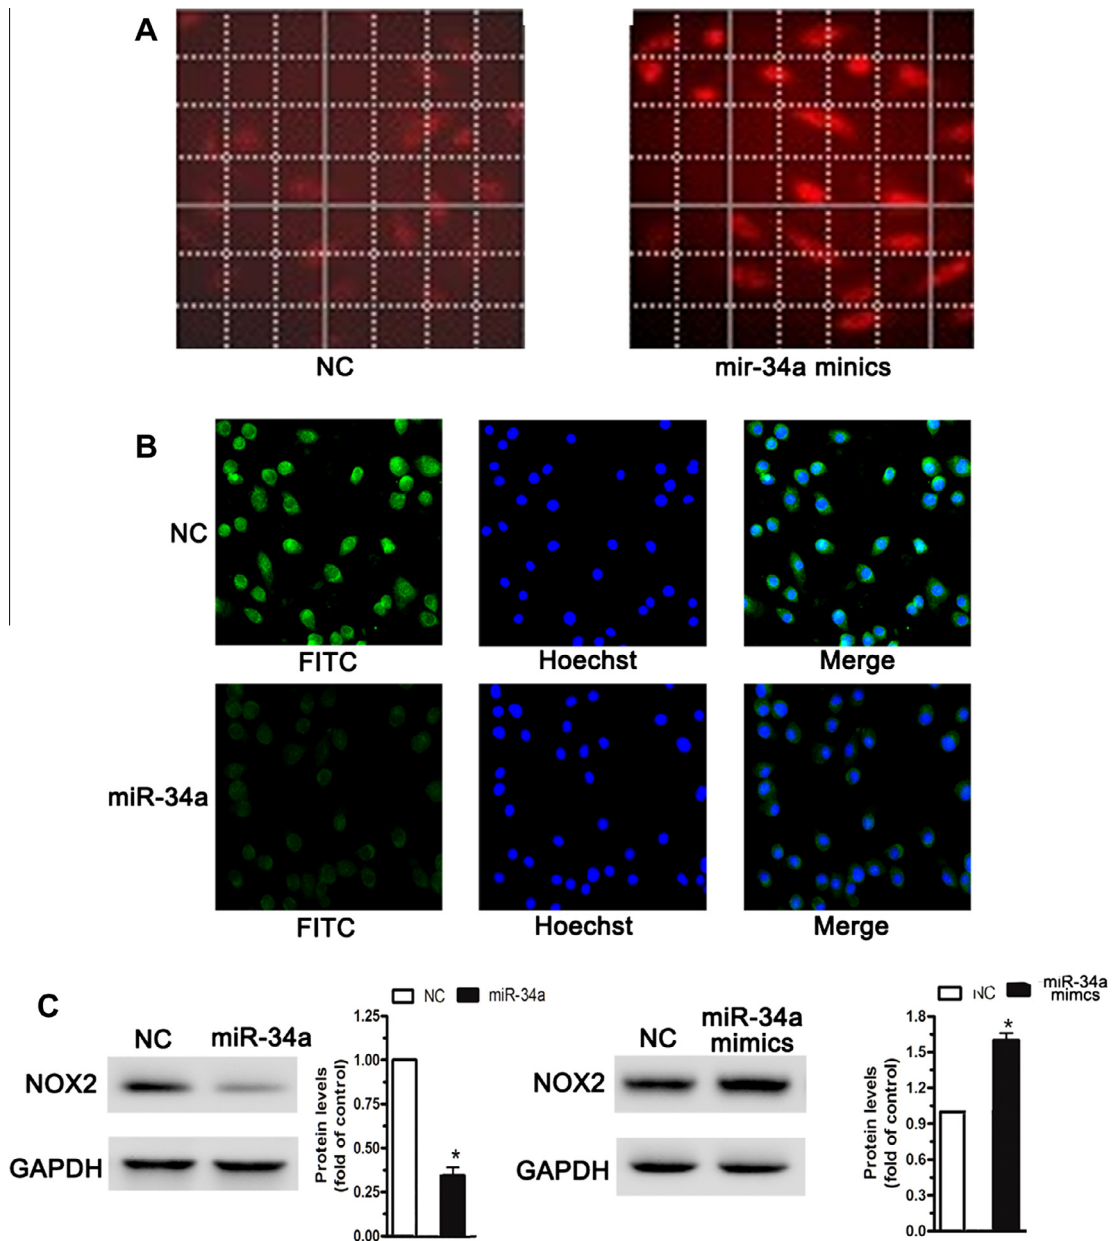 A
NC
mir-34a minics
B
NC
FITC
Hoechst
Merge
miR-34a
FITC
Hoechst
Merge
C
NC
miR-34a
NOX2
GAPDH
NC miR-34a
Protein levels
(fold of control)
1.25
1.00
0.75
0.50
0.25
0.00
*
NC
miR-34a
mimics
NOX2
GAPDH
NC
miR-34a
mimcs
Protein levels
(fold of control)
1.8
1.5
1.2
0.9
0.6
0.3
0.0
*